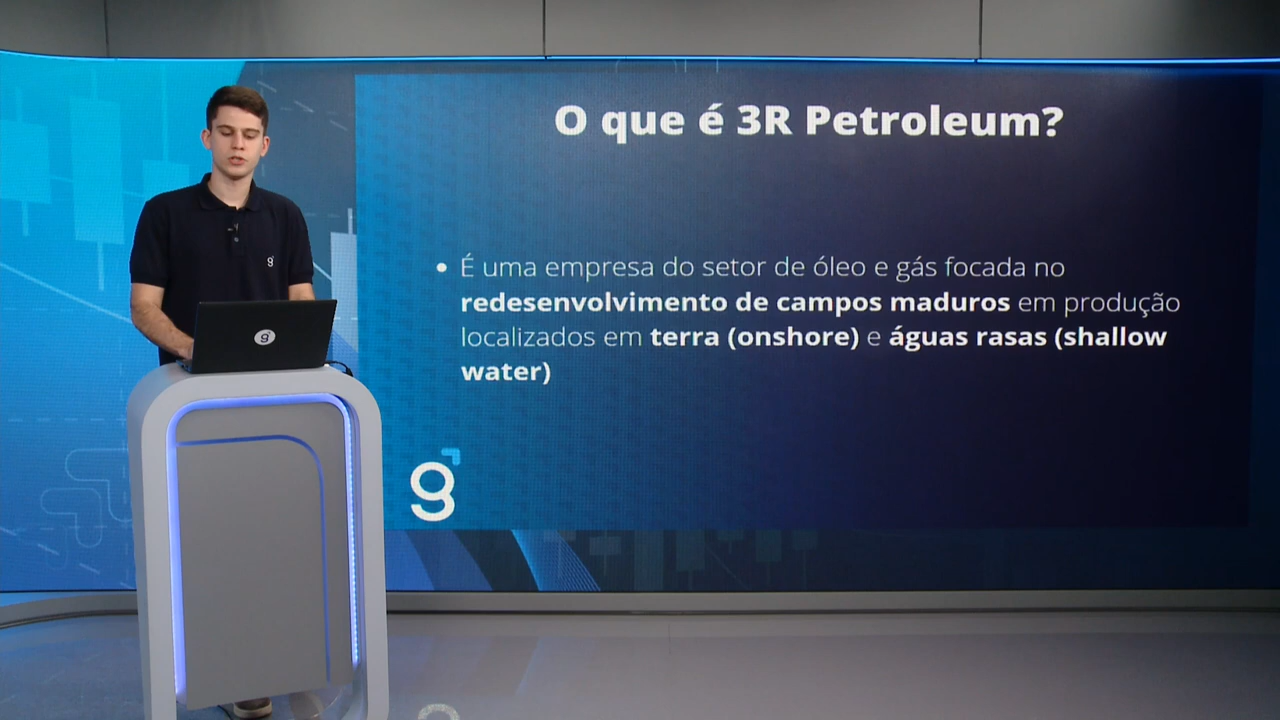 O que é 3R Petroleum?
• É uma empresa do setor de óleo e gás focada no
redesenvolvimento de campos maduros em produção
localizados em terra (onshore) e águas rasas (shallow
water)
g
g
g